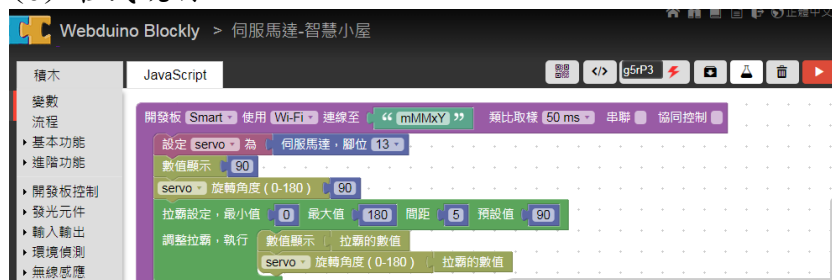 Webduino Blockly > 伺服馬達-智慧小屋
正體中文
積木
JavaScript
</>
g5rP3
變數
流程
基本功能
進階功能
開發板控制
發光元件
輸入輸出
環境偵測
無線感應
開發板 Smart 使用 Wi-Fi 連線至 “ mMMxY ” 類比取樣 50 ms 串聯 協同控制
設定 servo 為 伺服馬達,腳位 13
數值顯示 90
servo 旋轉角度 ( 0-180 ) 90
拉霸設定,最小值 0 最大值 180 間距 5 預設值 90
調整拉霸,執行 數值顯示 拉霸的數值
servo 旋轉角度 ( 0-180 ) 拉霸的數值